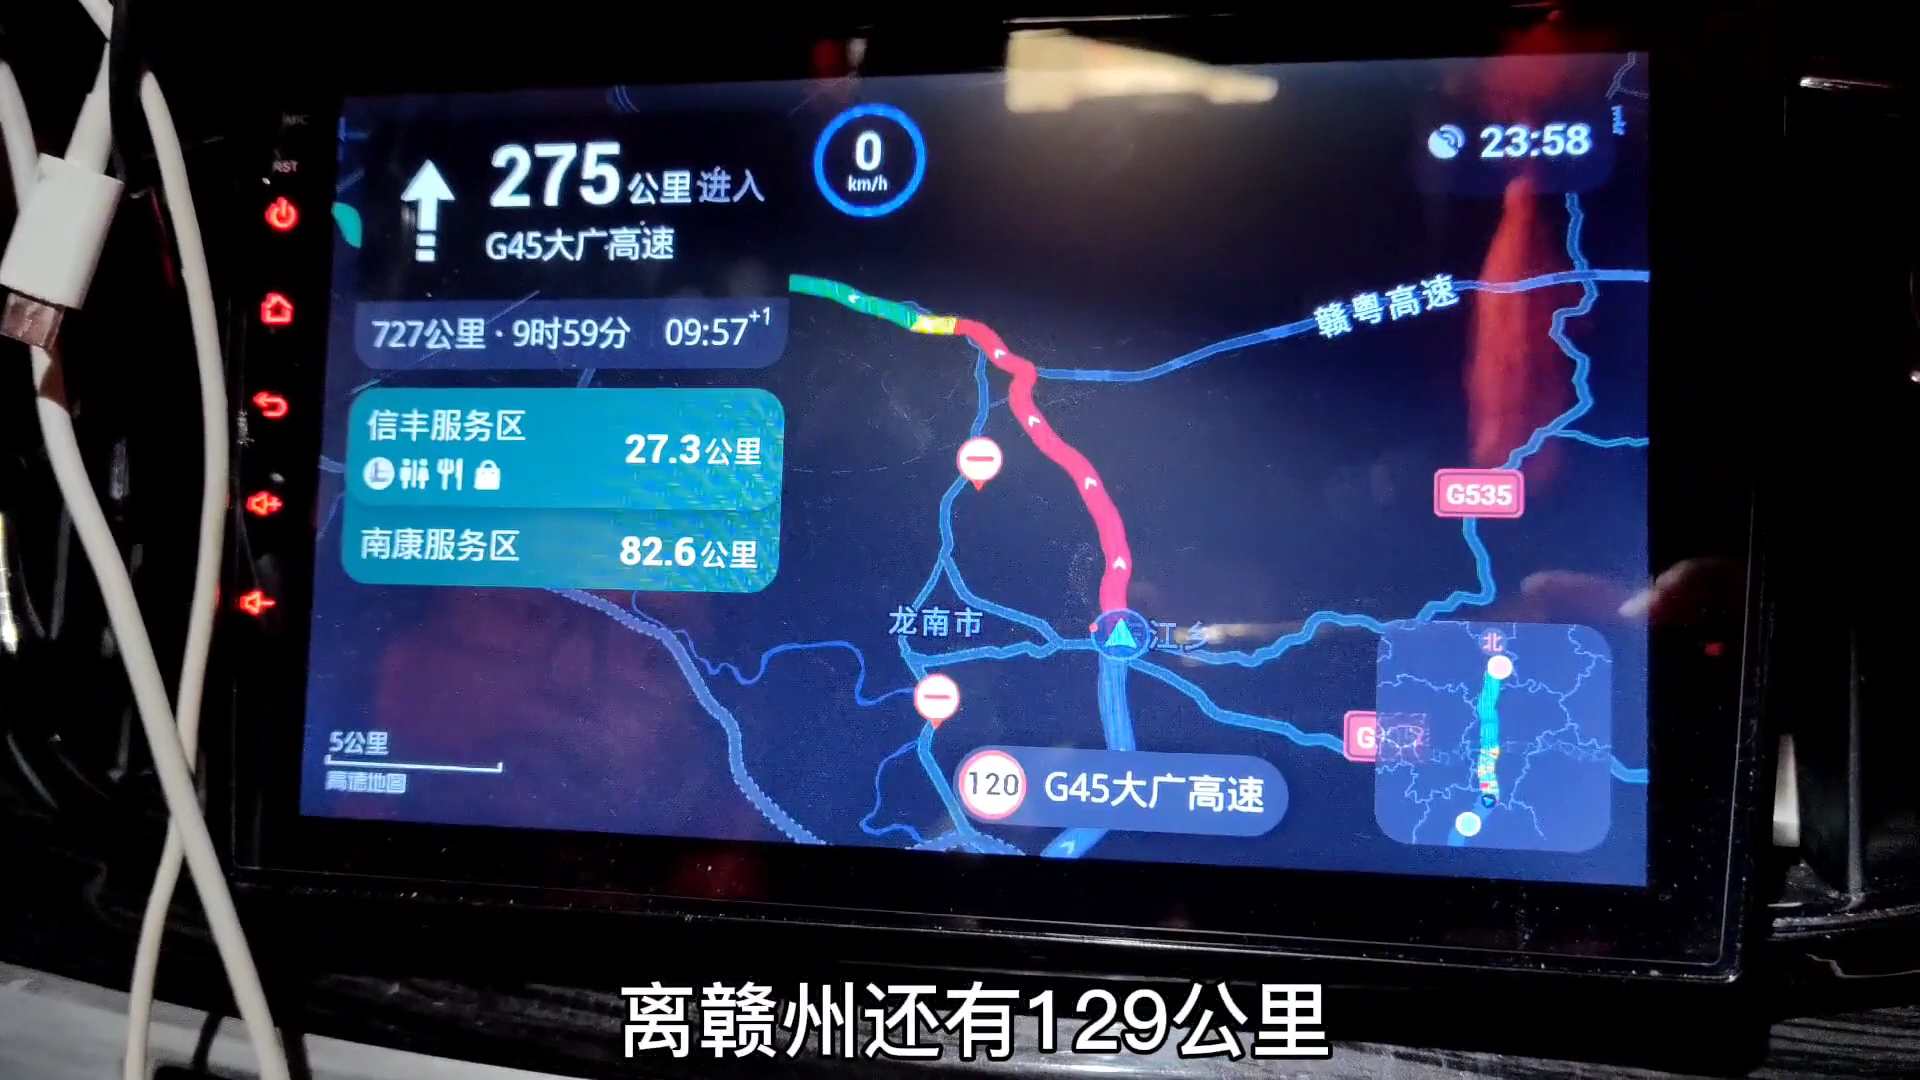 RST
275公里进入
G45大广高速
0
km/h
23:58
727公里·9时59分 09:57+1
信丰服务区
27.3公里
南康服务区
82.6公里
赣粤高速
G535
龙南市
江乡
北
5公里
高德地图
120 G45大广高速
离赣州还有129公里